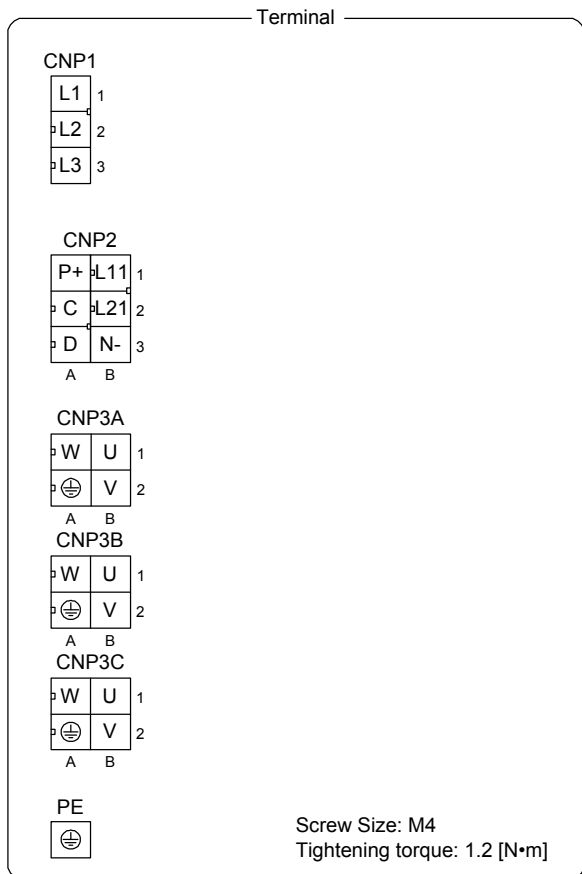 Terminal
CNP1
L1 1
L2 2
L3 3
CNP2
P+ L11 1
C L21 2
D N- 3
A B
CNP3A
W U 1
V 2
A B
CNP3B
W U 1
V 2
A B
CNP3C
W U 1
V 2
A B
PE
Screw Size: M4
Tightening torque: 1.2 [N•m]